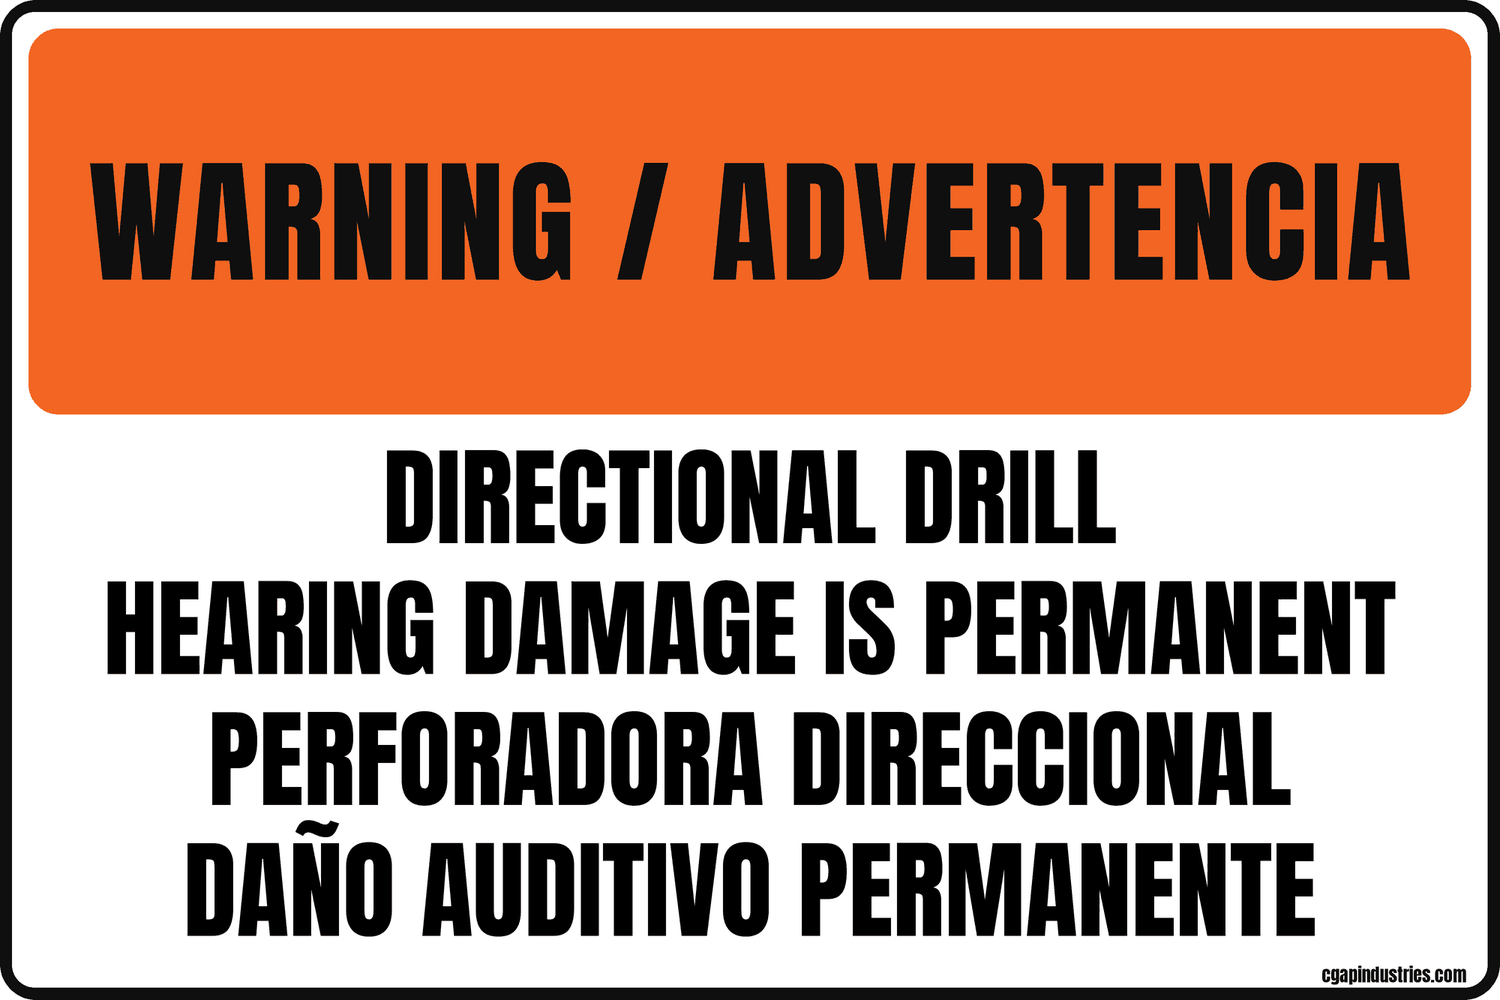 WARNING / ADVERTENCIA
DIRECTIONAL DRILL
HEARING DAMAGE IS PERMANENT
PERFORADORA DIRECCIONAL
DAÑO AUDITIVO PERMANENTE
cgapindustries.com